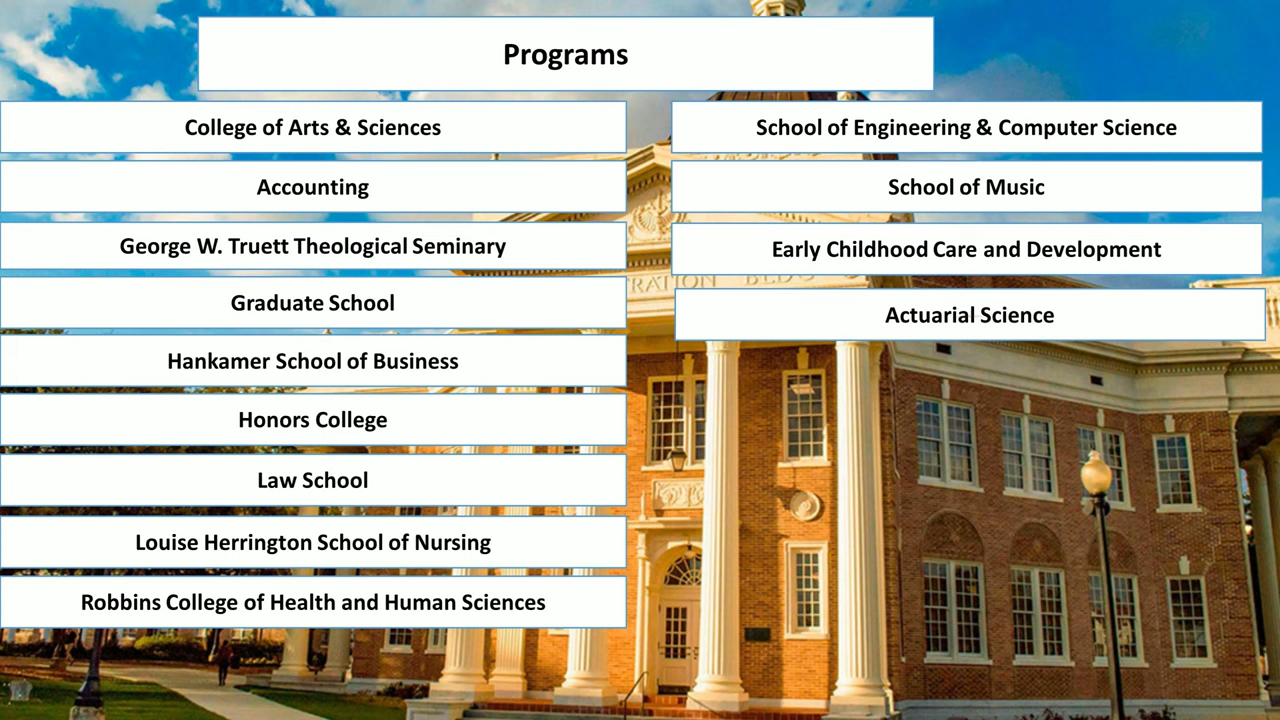 Programs
College of Arts & Sciences
Accounting
George W. Truett Theological Seminary
Graduate School
Hankamer School of Business
Honors College
Law School
Louise Herrington School of Nursing
Robbins College of Health and Human Sciences
School of Engineering & Computer Science
School of Music
Early Childhood Care and Development
Actuarial Science